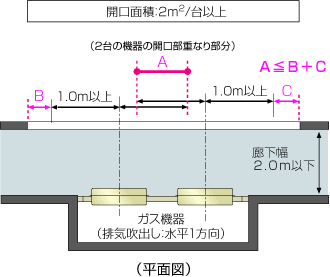 開口面積:2m²/台以上
(2台の機器の開口部重なり部分)
A
A≦B+C
B
1.0m以上
1.0m以上
C
廊下幅
2.0m以下
ガス機器
(排気吹出し:水平1方向)
(平面図)